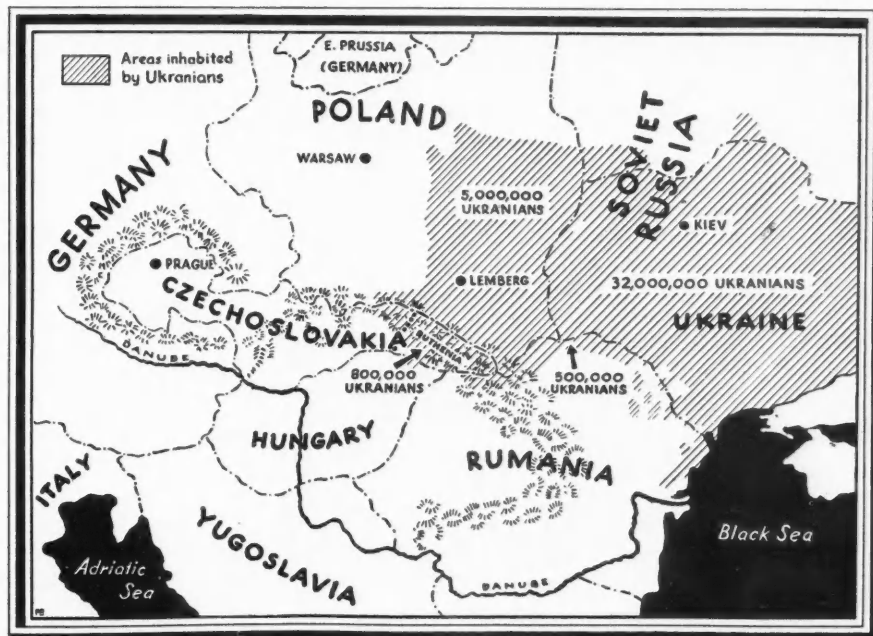 Areas inhabited
by Ukranians
E. PRUSSIA
(GERMANY)
POLAND
WARSAW
GERMANY
SOVIET
RUSSIA
5,000,000
UKRANIANS
KIEV
PRAGUE
LEMBERG
32,000,000 UKRANIANS
CZECHOSLOVAKIA
UKRAINE
RUTHENIA
DANUBE
800,000
UKRANIANS
500,000
UKRANIANS
HUNGARY
RUMANIA
ITALY
YUGOSLAVIA
Black Sea
Adriatic
Sea
DANUBE